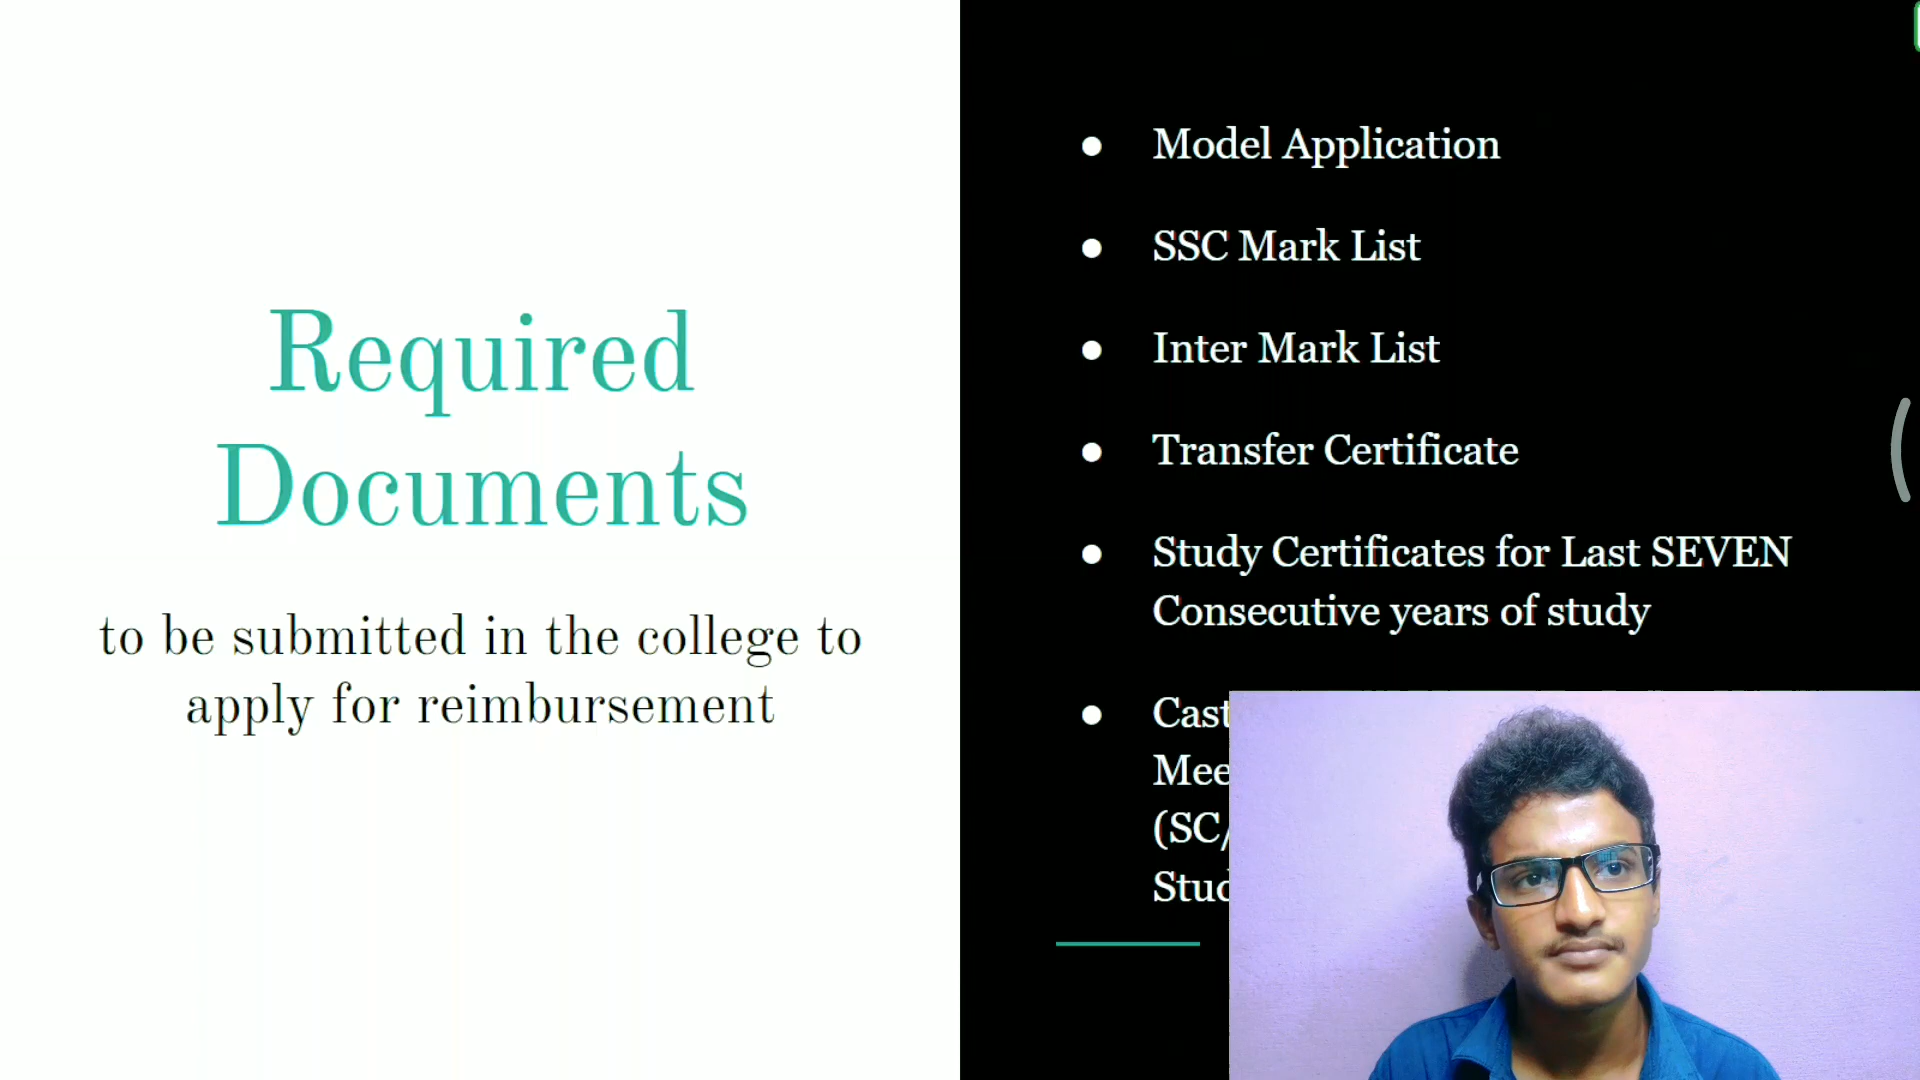 Required
Documents
to be submitted in the college to
apply for reimbursement
● Model Application
● SSC Mark List
● Inter Mark List
● Transfer Certificate
● Study Certificates for Last SEVEN
Consecutive years of study
●
(SC/